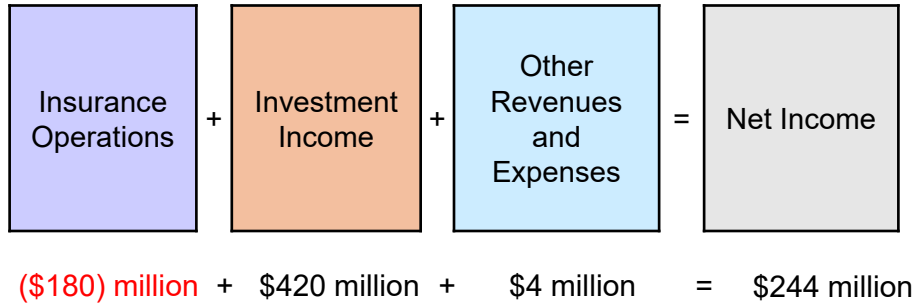 Insurance
Operations
+
Investment
Income
+
Other
Revenues
and
Expenses
=
Net Income
($180) million + $420 million + $4 million = $244 million